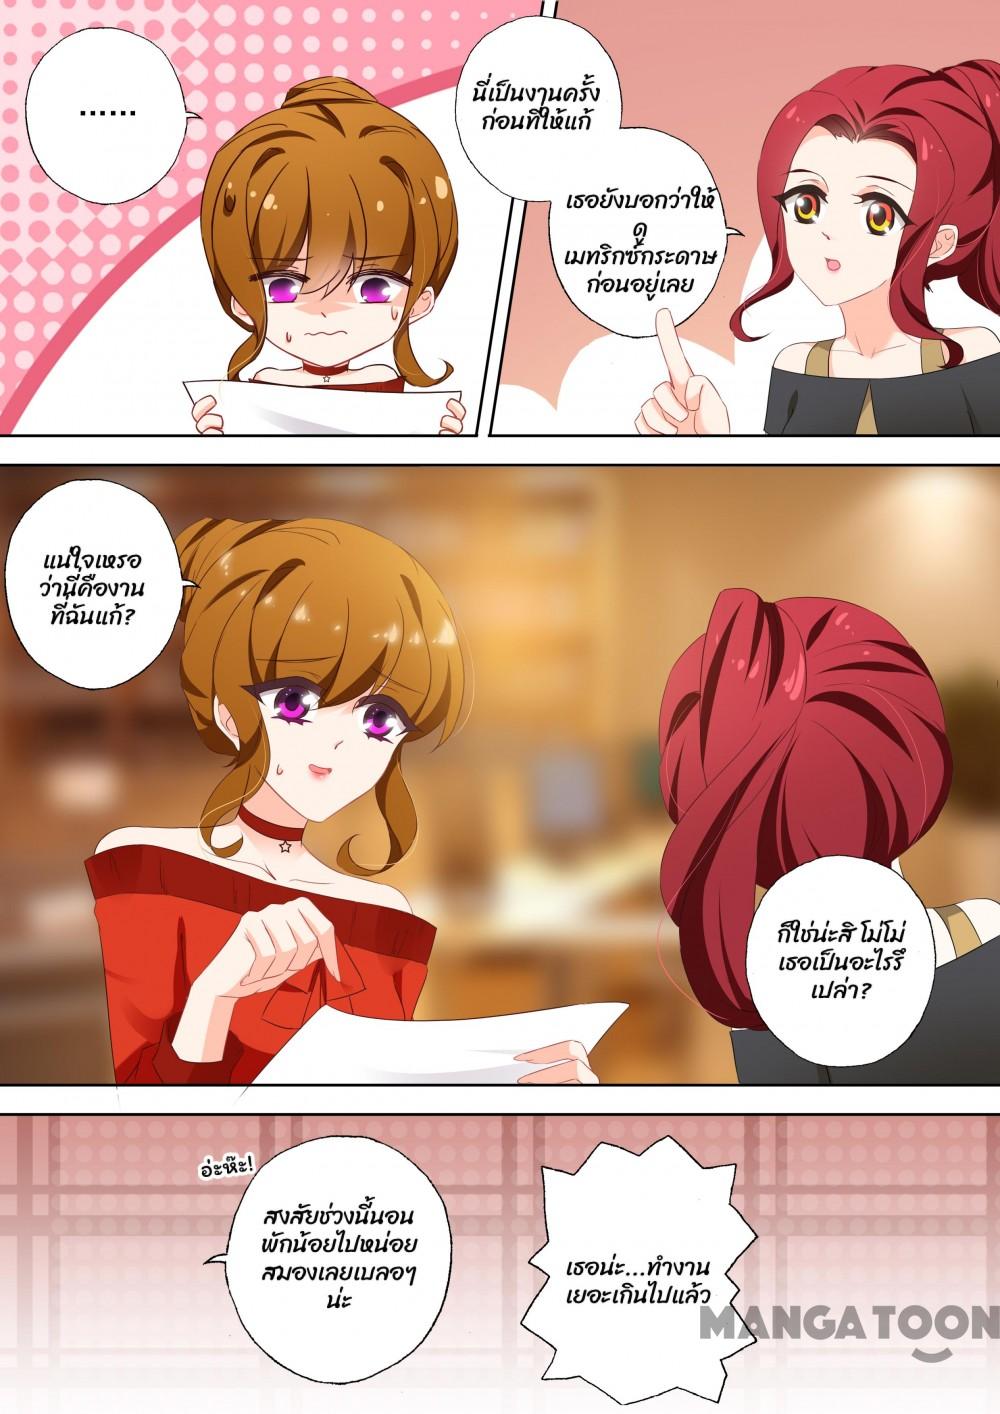 ......
นี่เป็นงานครั้ง
ก่อนที่ให้แก้
เธอยังบอกว่าให้
ดู
เมทริกซ์กระดาษ
ก่อนอยู่เลย
แน่ใจเหรอ
ว่านี่คืองาน
ที่ฉันแก้?
ก็ใช่น่ะสิ โม่โม่
เธอเป็นอะไรรึ
เปล่า?
อ่ะห๊ะ!
สงสัยช่วงนี้นอน
พักน้อยไปหน่อย
สมองเลยเบลอๆ
น่ะ
เธอน่ะ...ทำงาน
เยอะเกินไปแล้ว
MANGATOON